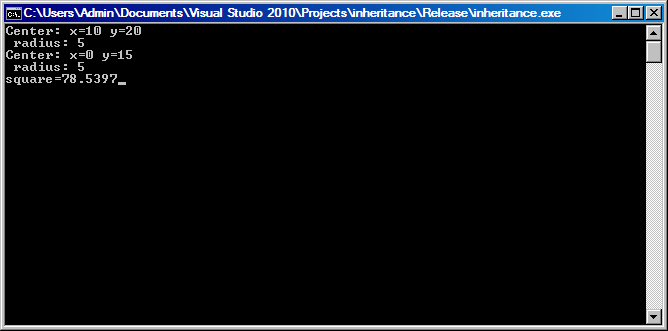 C:\Users\Admin\Documents\Visual Studio 2010\Projects\inheritance\Release\inheritance.exe
Center: x=10 y=20
 radius: 5
Center: x=0 y=15
 radius: 5
square=78.5397_